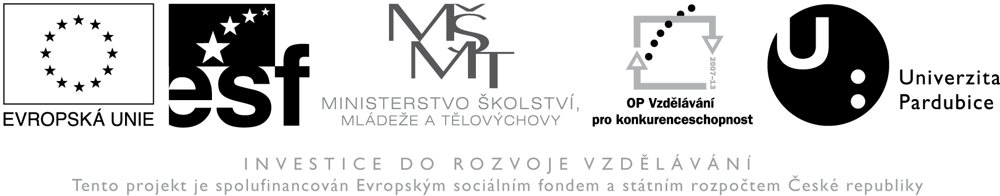 EVROPSKÁ UNIE
esf
MŠMT
MINISTERSTVO ŠKOLSTVÍ,
MLÁDEŽE A TĚLOVÝCHOVY
2007-13
OP Vzdělávání
pro konkurenceschopnost
U
Univerzita
Pardubice
INVESTICE DO ROZVOJE VZDĚLÁVÁNÍ
Tento projekt je spolufinancován Evropským sociálním fondem a státním rozpočtem České republiky